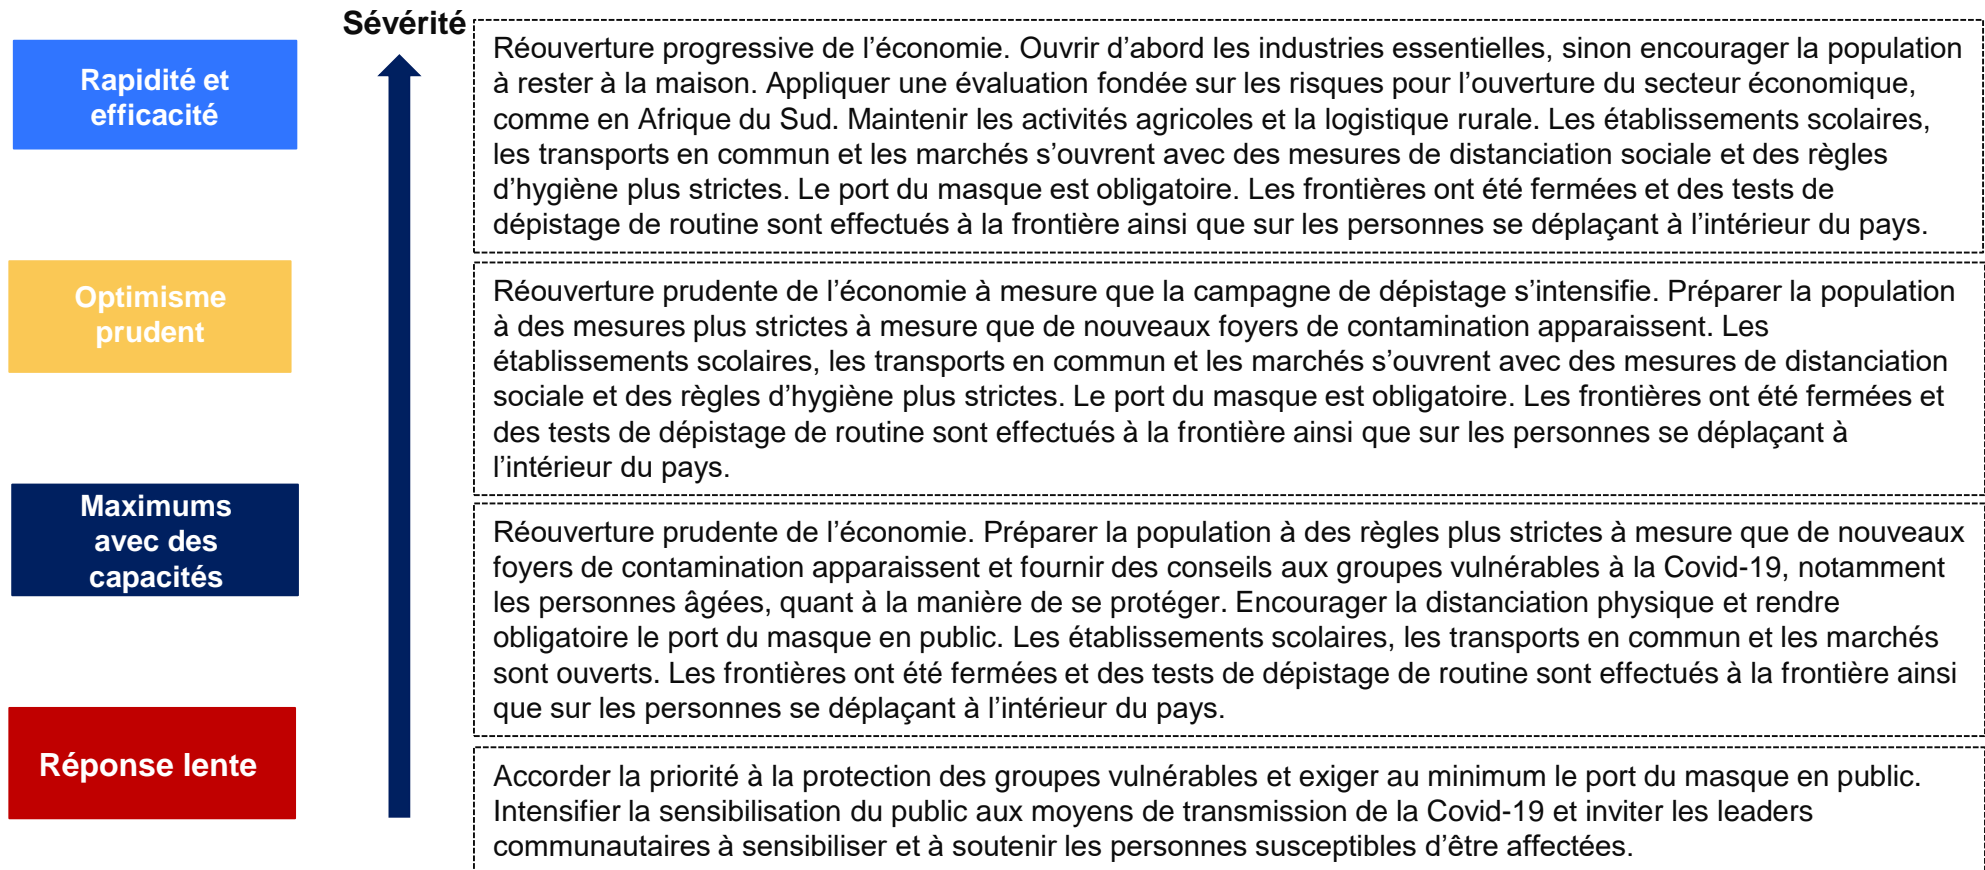 Sévérité
Rapidité et
efficacité
Réouverture progressive de l’économie. Ouvrir d’abord les industries essentielles, sinon encourager la population
à rester à la maison. Appliquer une évaluation fondée sur les risques pour l’ouverture du secteur économique,
comme en Afrique du Sud. Maintenir les activités agricoles et la logistique rurale. Les établissements scolaires,
les transports en commun et les marchés s’ouvrent avec des mesures de distanciation sociale et des règles
d’hygiène plus strictes. Le port du masque est obligatoire. Les frontières ont été fermées et des tests de
dépistage de routine sont effectués à la frontière ainsi que sur les personnes se déplaçant à l’intérieur du pays.
Optimisme
prudent
Réouverture prudente de l’économie à mesure que la campagne de dépistage s’intensifie. Préparer la population
à des mesures plus strictes à mesure que de nouveaux foyers de contamination apparaissent. Les
établissements scolaires, les transports en commun et les marchés s’ouvrent avec des mesures de distanciation
sociale et des règles d’hygiène plus strictes. Le port du masque est obligatoire. Les frontières ont été fermées et
des tests de dépistage de routine sont effectués à la frontière ainsi que sur les personnes se déplaçant à
l’intérieur du pays.
Maximums
avec des
capacités
Réouverture prudente de l’économie. Préparer la population à des règles plus strictes à mesure que de nouveaux
foyers de contamination apparaissent et fournir des conseils aux groupes vulnérables à la Covid-19, notamment
les personnes âgées, quant à la manière de se protéger. Encourager la distanciation physique et rendre
obligatoire le port du masque en public. Les établissements scolaires, les transports en commun et les marchés
sont ouverts. Les frontières ont été fermées et des tests de dépistage de routine sont effectués à la frontière ainsi
que sur les personnes se déplaçant à l’intérieur du pays.
Réponse lente
Accorder la priorité à la protection des groupes vulnérables et exiger au minimum le port du masque en public.
Intensifier la sensibilisation du public aux moyens de transmission de la Covid-19 et inviter les leaders
communautaires à sensibiliser et à soutenir les personnes susceptibles d’être affectées.